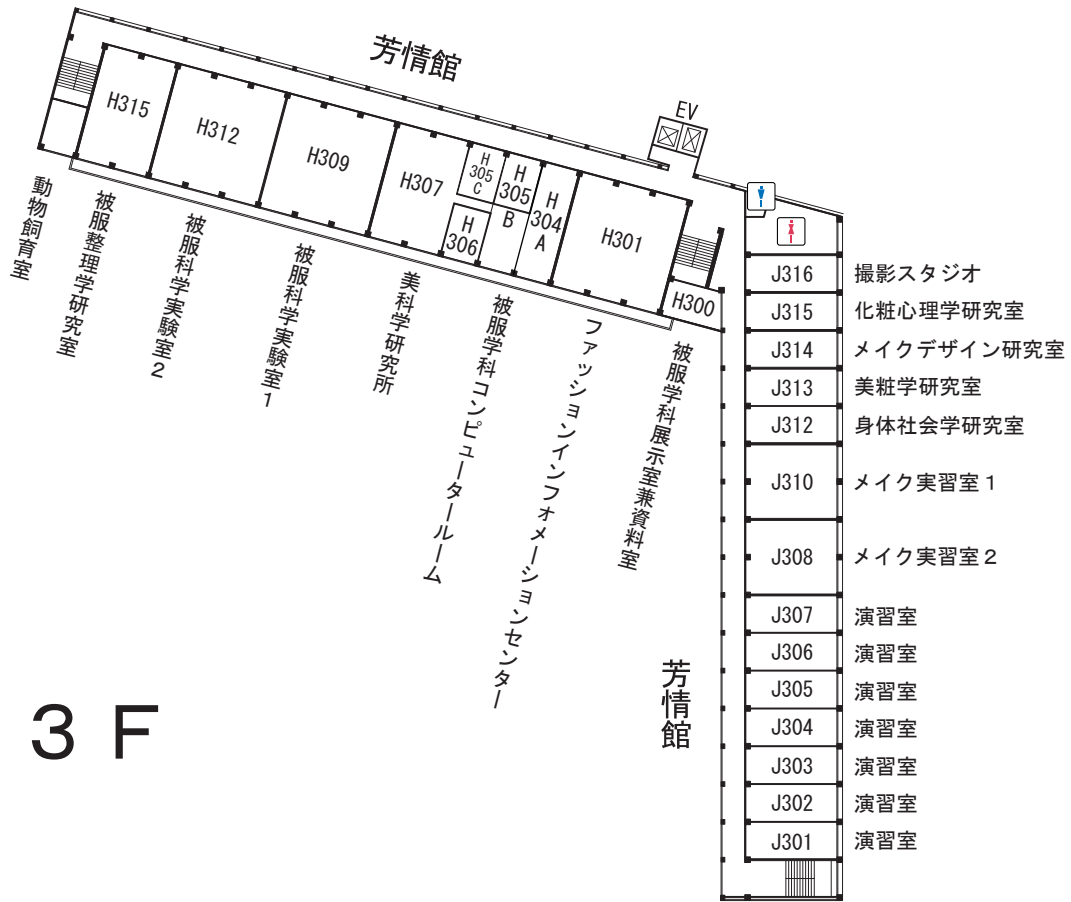 芳情館
EV
H315
H312
H309
H307
H
305
C
H
305
B
H
304
A
H
306
H301
H300
動物飼育室
被服整理学研究室
被服科学実験室2
被服科学実験室1
美科学研究所
被服学科コンピュータールーム
ファッションインフォメーションセンター
被服学科展示室兼資料室
J316 撮影スタジオ
J315 化粧心理学研究室
J314 メイクデザイン研究室
J313 美粧学研究室
J312 身体社会学研究室
J310 メイク実習室1
J308 メイク実習室2
J307 演習室
J306 演習室
J305 演習室
J304 演習室
J303 演習室
J302 演習室
J301 演習室
芳情館
3F